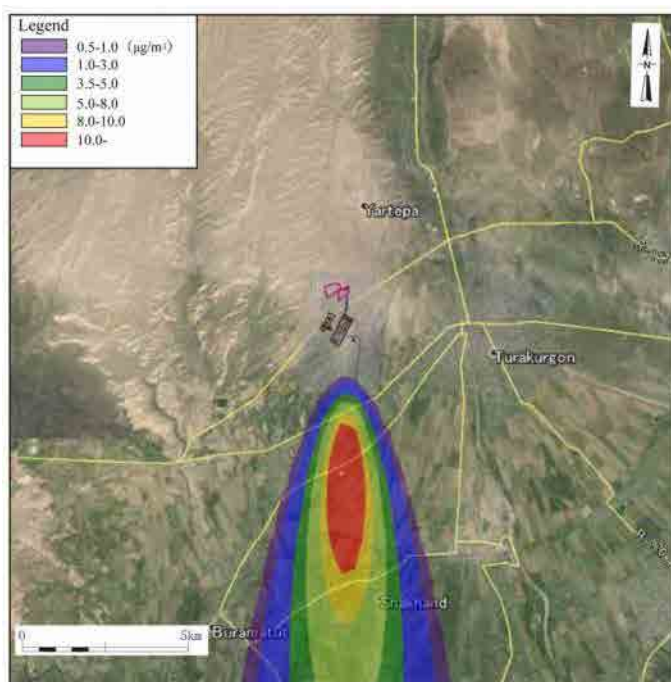 Legend
0.5-1.0 (μg/m³)
1.0-3.0
3.5-5.0
5.0-8.0
8.0-10.0
10.0-
N
Yartepa
Turakurgon
Shakhand
Buramatut
0 5km